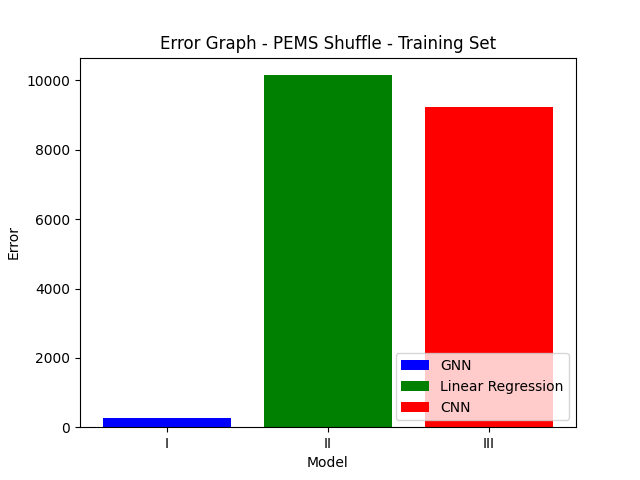 Error Graph - PEMS Shuffle - Training Set
Error
10000
8000
6000
4000
2000
0
I II III
Model
GNN
Linear Regression
CNN